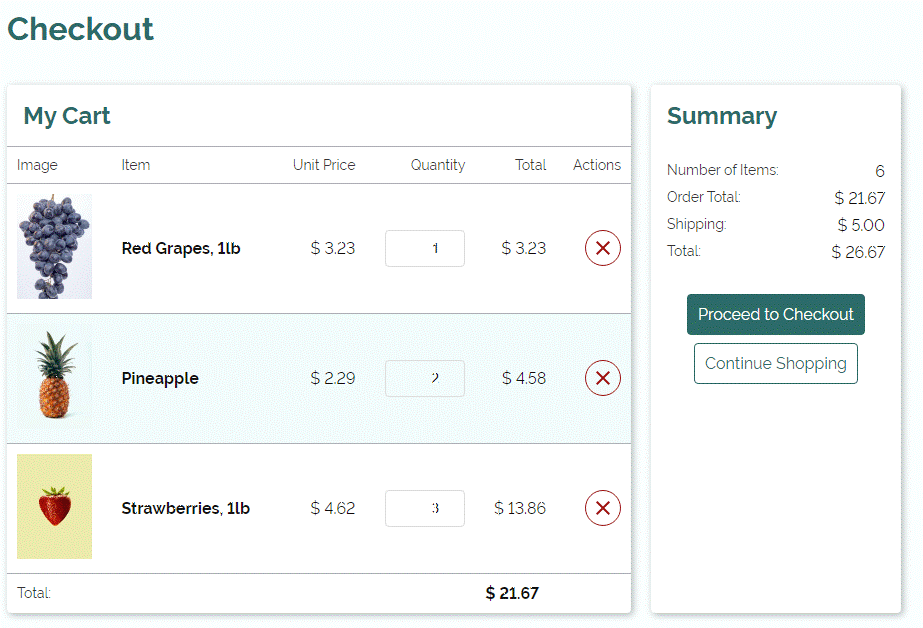 Checkout
My Cart
Image Item Unit Price Quantity Total Actions
Red Grapes, 1lb $ 3.23 1 $ 3.23
Pineapple $ 2.29 2 $ 4.58
Strawberries, 1lb $ 4.62 3 $ 13.86
Total: $ 21.67
Summary
Number of Items: 6
Order Total: $ 21.67
Shipping: $ 5.00
Total: $ 26.67
Proceed to Checkout
Continue Shopping